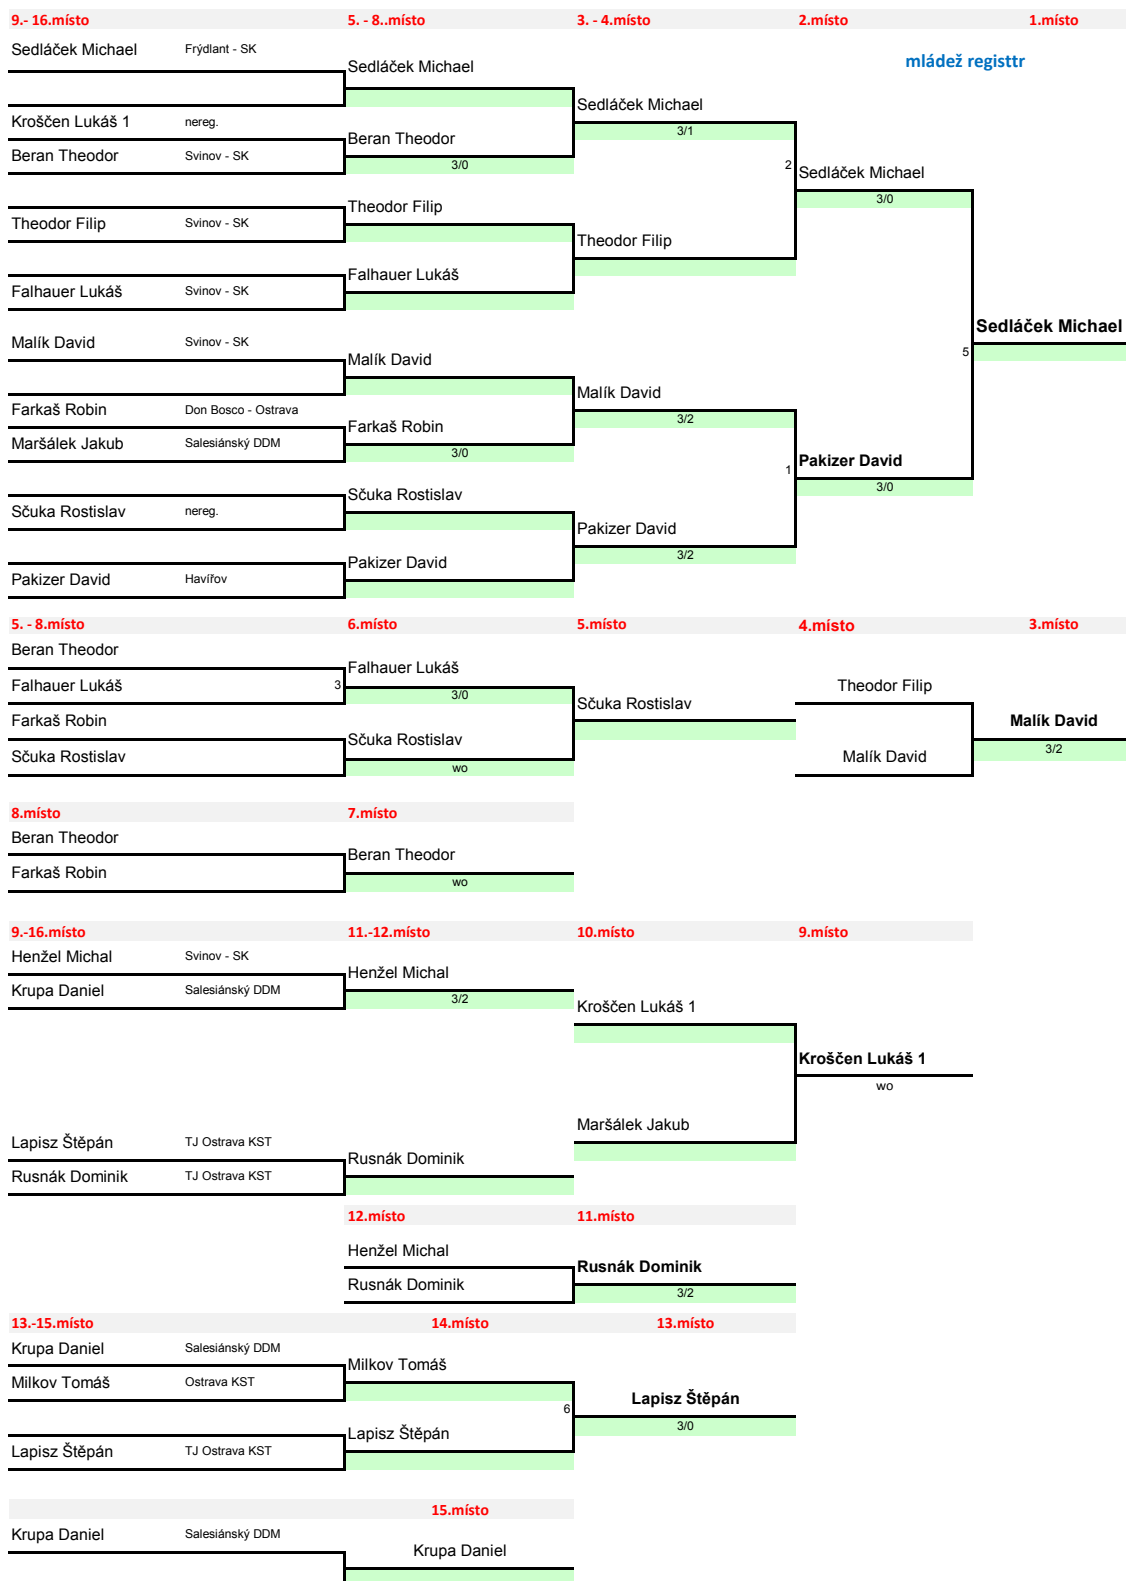 9.- 16.místo 5. - 8..místo 3. - 4.místo 2.místo 1.místo
Sedláček Michael Frýdlant - SK
mládež registtr
Sedláček Michael
Sedláček Michael
Kroščen Lukáš 1 nereg.
3/1
Beran Theodor
Beran Theodor Svinov - SK
3/0
2
Sedláček Michael
3/0
Theodor Filip
Theodor Filip Svinov - SK
Theodor Filip
Falhauer Lukáš
Falhauer Lukáš Svinov - SK
Sedláček Michael
Malík David Svinov - SK
5
Malík David
Malík David
Farkaš Robin Don Bosco - Ostrava
3/2
Farkaš Robin
Maršálek Jakub Salesiánský DDM
3/0
Pakizer David
1
3/0
Sčuka Rostislav
Sčuka Rostislav nereg.
Pakizer David
3/2
Pakizer David
Pakizer David Havířov
5. - 8.místo 6.místo 5.místo 4.místo 3.místo
Beran Theodor
Falhauer Lukáš
Falhauer Lukáš 3
3/0
Theodor Filip
Sčuka Rostislav
Farkaš Robin
Malík David
Sčuka Rostislav
3/2
Sčuka Rostislav
Malík David
wo
8.místo 7.místo
Beran Theodor
Beran Theodor
Farkaš Robin
wo
9.-16.místo 11.-12.místo 10.místo 9.místo
Henžel Michal Svinov - SK
Henžel Michal
Krupa Daniel Salesiánský DDM
3/2
Kroščen Lukáš 1
Kroščen Lukáš 1
wo
Maršálek Jakub
Lapisz Štěpán TJ Ostrava KST
Rusnák Dominik
Rusnák Dominik TJ Ostrava KST
12.místo 11.místo
Henžel Michal
Rusnák Dominik
Rusnák Dominik
3/2
13.-15.místo 14.místo 13.místo
Krupa Daniel Salesiánský DDM
Milkov Tomáš
Milkov Tomáš Ostrava KST
Lapisz Štěpán
6
3/0
Lapisz Štěpán
Lapisz Štěpán TJ Ostrava KST
15.místo
Krupa Daniel Salesiánský DDM
Krupa Daniel